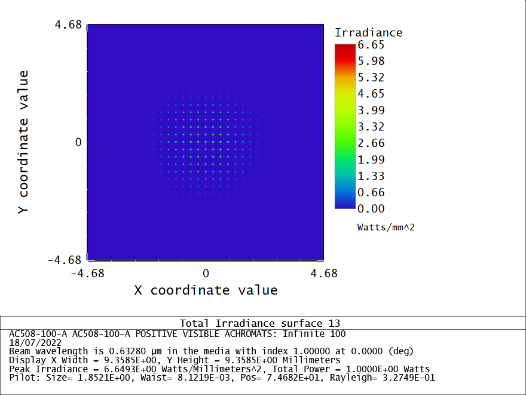 4.68
0
-4.68
Y coordinate value
-4.68
0
4.68
X coordinate value
Irradiance
6.65
5.98
5.32
4.65
3.99
3.32
2.66
1.99
1.33
0.66
0.00
Watts/mm^2
Total Irradiance surface 13
AC508-100-A AC508-100-A POSITIVE VISIBLE ACHROMATS: Infinite 100
18/07/2022
Beam wavelength is 0.63280 µm in the media with index 1.00000 at 0.0000 (deg)
Display X Width = 9.3585E+00, Y Height = 9.3585E+00 Millimeters
Peak Irradiance = 6.6493E+00 Watts/Millimeters^2, Total Power = 1.0000E+00 Watts
Pilot: Size= 1.8521E+00, Waist= 8.1219E-03, Pos= 7.4682E+01, Rayleigh= 3.2749E-01